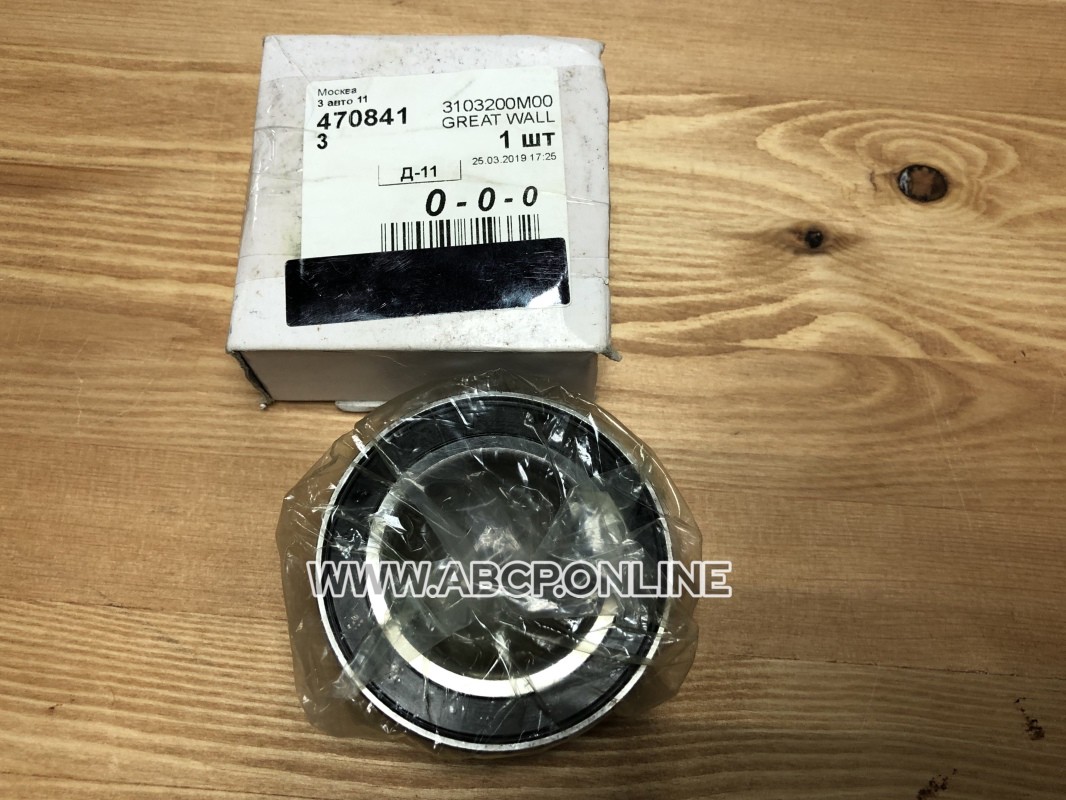 Москва
3 авто 11
470841
3
3103200M00
GREAT WALL
1 шт
25.03.2019 17:25
Д-11
0 - 0 - 0
WWW.ABCP.ONLINE